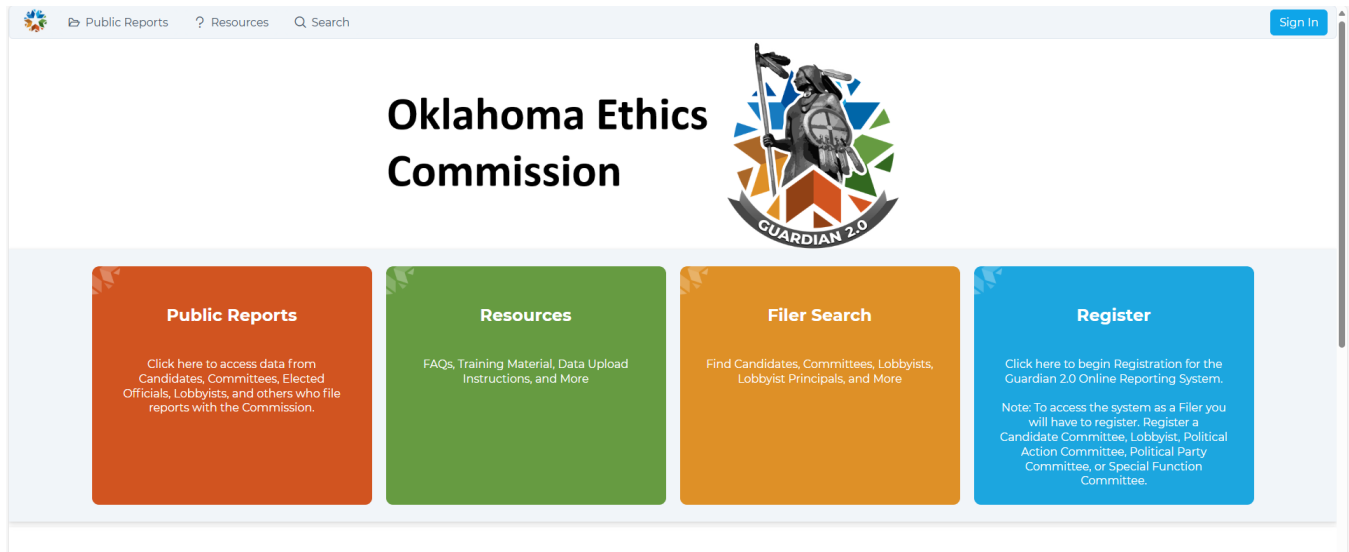 Public Reports
? Resources
Search
Sign In
Oklahoma Ethics
Commission
GUARDIAN 2.0
Public Reports
Click here to access data from
Candidates, Committees, Elected
Officials, Lobbyists, and others who file
reports with the Commission.
Resources
FAQs, Training Material, Data Upload
Instructions, and More
Filer Search
Find Candidates, Committees, Lobbyists,
Lobbyist Principals, and More
Register
Click here to begin Registration for the
Guardian 2.0 Online Reporting System.
Note: To access the system as a Filer you
will have to register. Register a
Candidate Committee, Lobbyist, Political
Action Committee, Political Party
Committee, or Special Function
Committee.